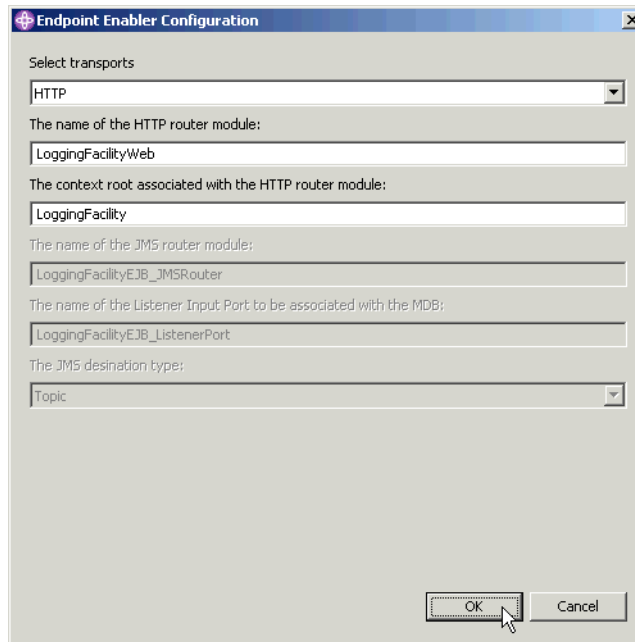 Endpoint Enabler Configuration
Select transports
HTTP
The name of the HTTP router module:
LoggingFacilityWeb
The context root associated with the HTTP router module:
LoggingFacility
The name of the JMS router module:
LoggingFacilityEJB_JMSRouter
The name of the Listener Input Port to be associated with the MDB:
LoggingFacilityEJB_ListenerPort
The JMS desination type:
Topic
OK Cancel